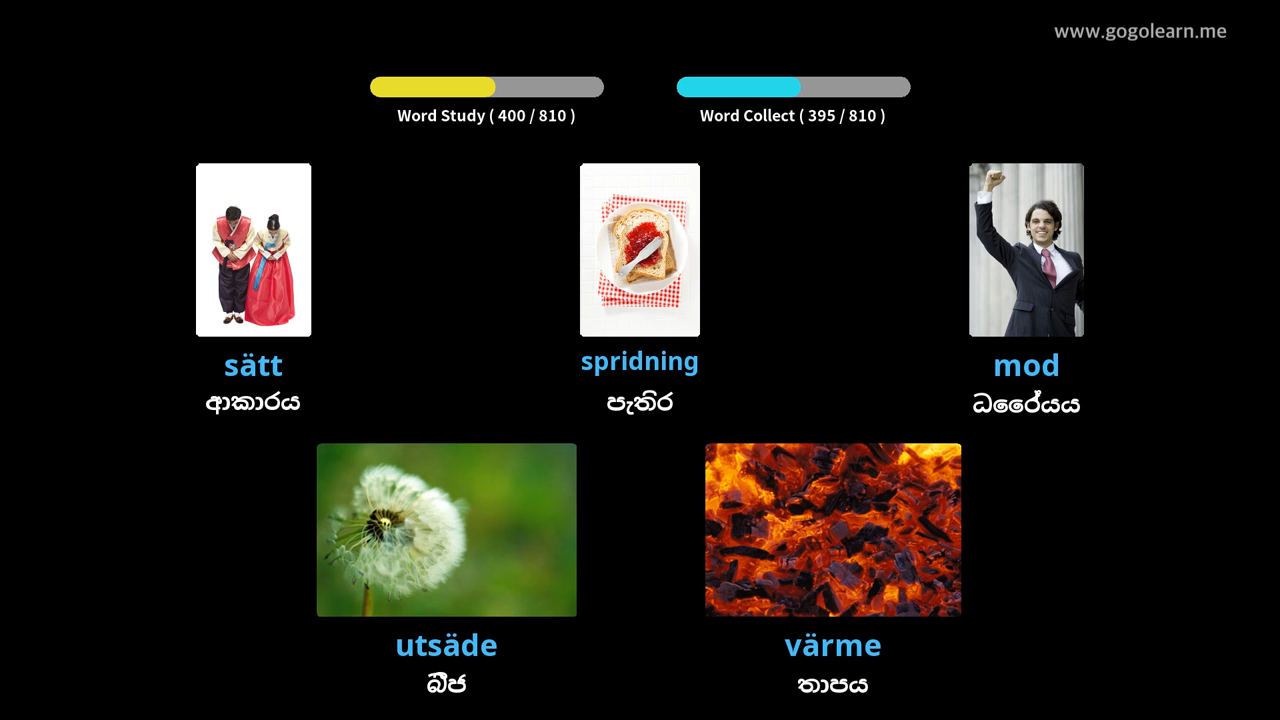 www.gogolearn.me
Word Study ( 400 / 810 )
Word Collect ( 395 / 810 )
sätt
ආකාරය
spridning
පැතිර
mod
ධෛර්යය
utsäde
බීජ
värme
තාපය